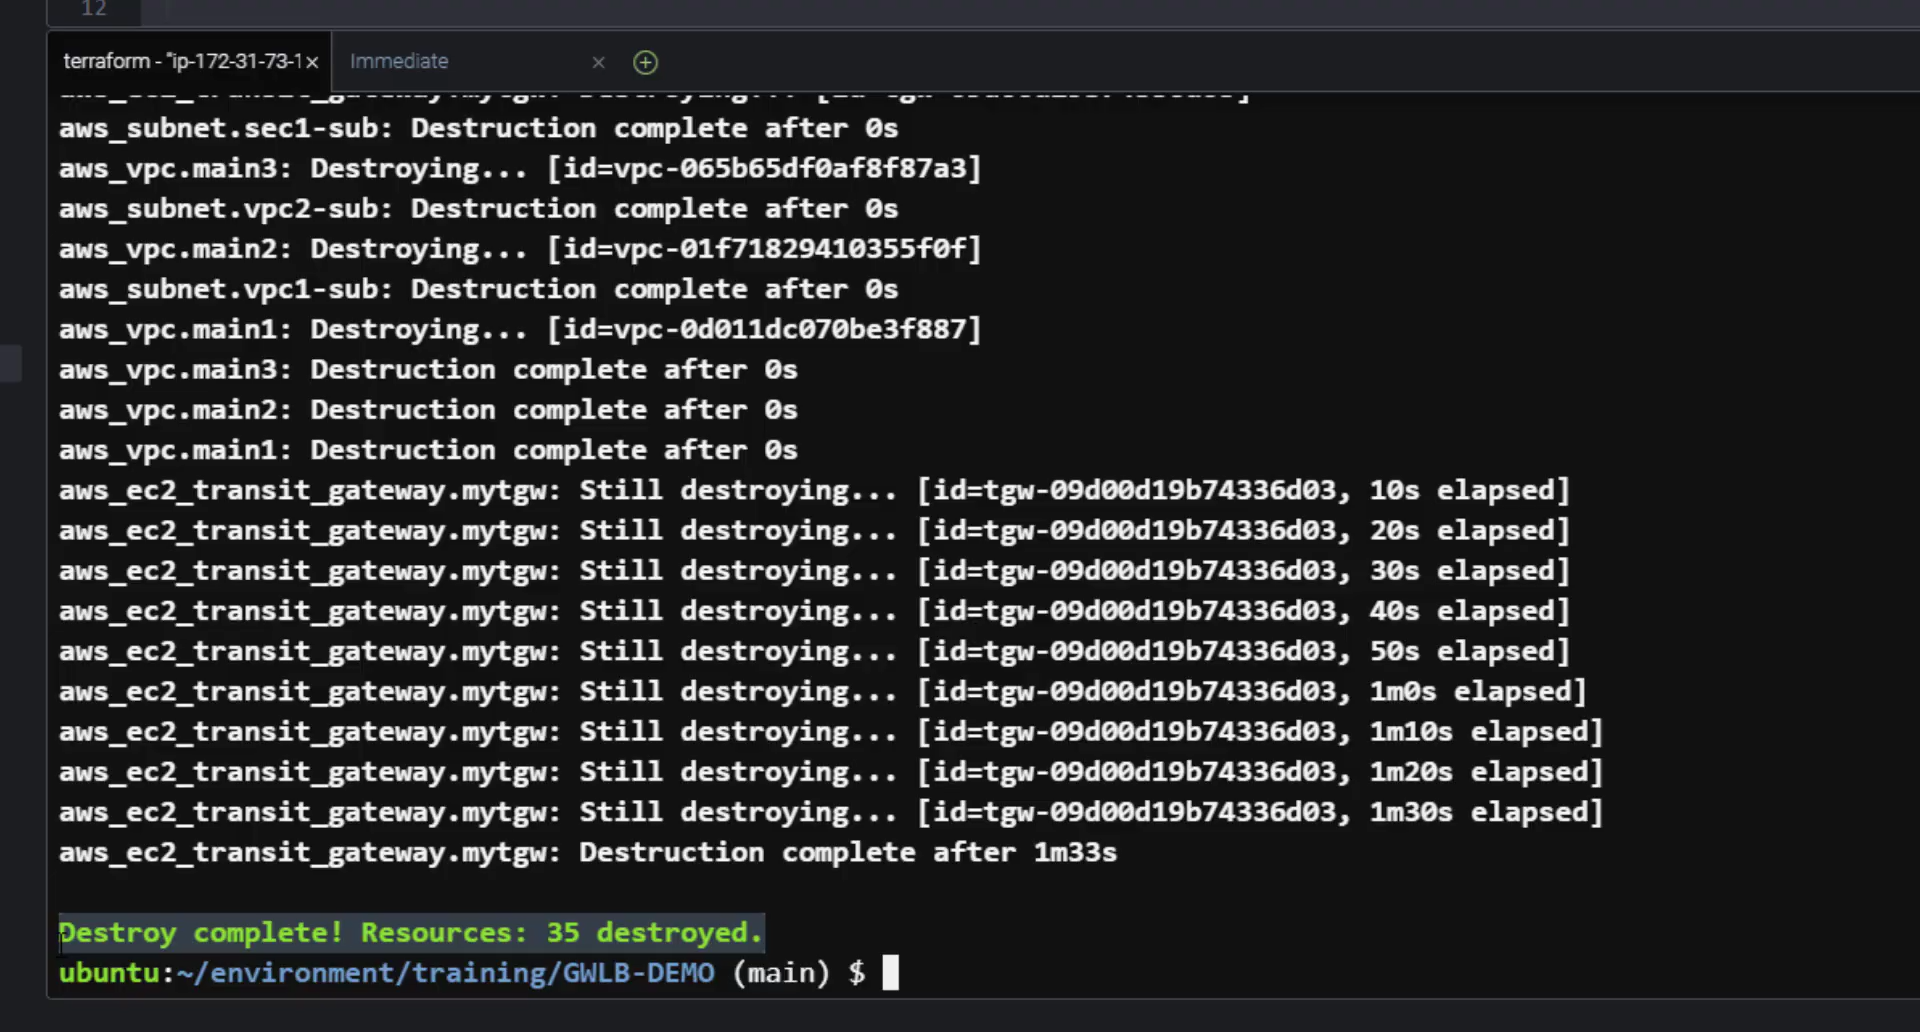 12
terraform - "ip-172-31-73-1× Immediate ×
aws_subnet.sec1-sub: Destruction complete after 0s
aws_vpc.main3: Destroying... [id=vpc-065b65df0af8f87a3]
aws_subnet.vpc2-sub: Destruction complete after 0s
aws_vpc.main2: Destroying... [id=vpc-01f71829410355f0f]
aws_subnet.vpc1-sub: Destruction complete after 0s
aws_vpc.main1: Destroying... [id=vpc-0d011dc070be3f887]
aws_vpc.main3: Destruction complete after 0s
aws_vpc.main2: Destruction complete after 0s
aws_vpc.main1: Destruction complete after 0s
aws_ec2_transit_gateway.mytgw: Still destroying... [id=tgw-09d00d19b74336d03, 10s elapsed]
aws_ec2_transit_gateway.mytgw: Still destroying... [id=tgw-09d00d19b74336d03, 20s elapsed]
aws_ec2_transit_gateway.mytgw: Still destroying... [id=tgw-09d00d19b74336d03, 30s elapsed]
aws_ec2_transit_gateway.mytgw: Still destroying... [id=tgw-09d00d19b74336d03, 40s elapsed]
aws_ec2_transit_gateway.mytgw: Still destroying... [id=tgw-09d00d19b74336d03, 50s elapsed]
aws_ec2_transit_gateway.mytgw: Still destroying... [id=tgw-09d00d19b74336d03, 1m0s elapsed]
aws_ec2_transit_gateway.mytgw: Still destroying... [id=tgw-09d00d19b74336d03, 1m10s elapsed]
aws_ec2_transit_gateway.mytgw: Still destroying... [id=tgw-09d00d19b74336d03, 1m20s elapsed]
aws_ec2_transit_gateway.mytgw: Still destroying... [id=tgw-09d00d19b74336d03, 1m30s elapsed]
aws_ec2_transit_gateway.mytgw: Destruction complete after 1m33s
Destroy complete! Resources: 35 destroyed.
ubuntu:~/environment/training/GWLB-DEMO (main) $